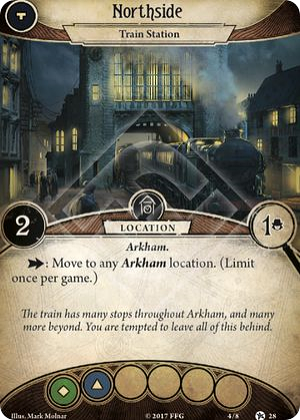 Northside
Train Station
2
LOCATION
1
Arkham.
: Move to any Arkham location. (Limit
once per game.)
The train has many stops throughout Arkham, and many
more beyond. You are tempted to leave all of this behind.
Illus. Mark Molnar
© 2017 FFG
4/8
28